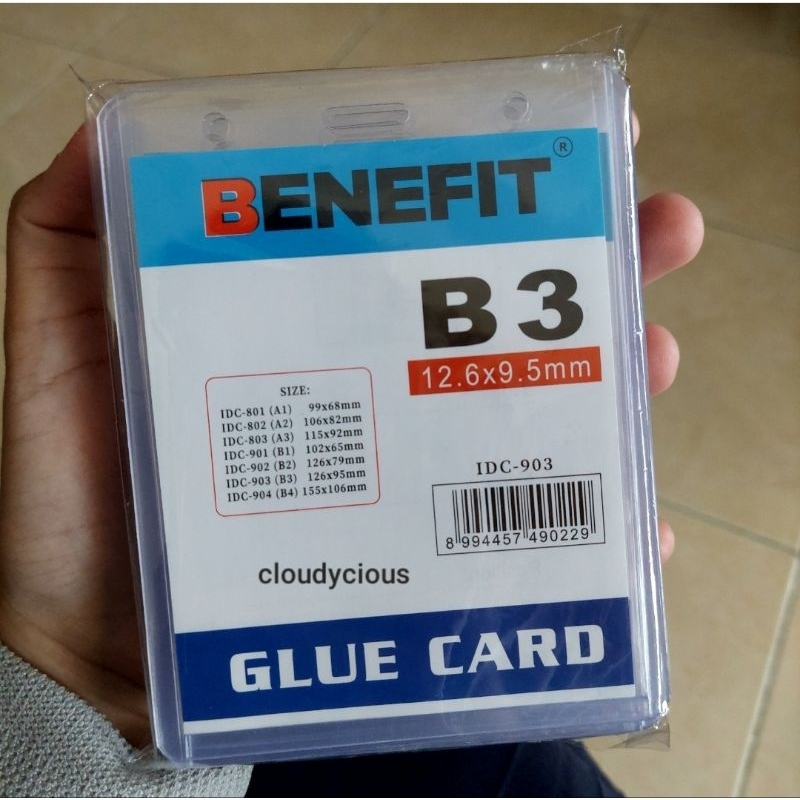 BENEFIT ®
B3
12.6x9.5mm
SIZE:
IDC-801 (A1) 99x68mm
IDC-802 (A2) 106x82mm
IDC-803 (A3) 115x92mm
IDC-901 (B1) 102x65mm
IDC-902 (B2) 126x79mm
IDC-903 (B3) 126x95mm
IDC-904 (B4) 155x106mm
IDC-903
8 994457 490229
cloudycious
GLUE CARD